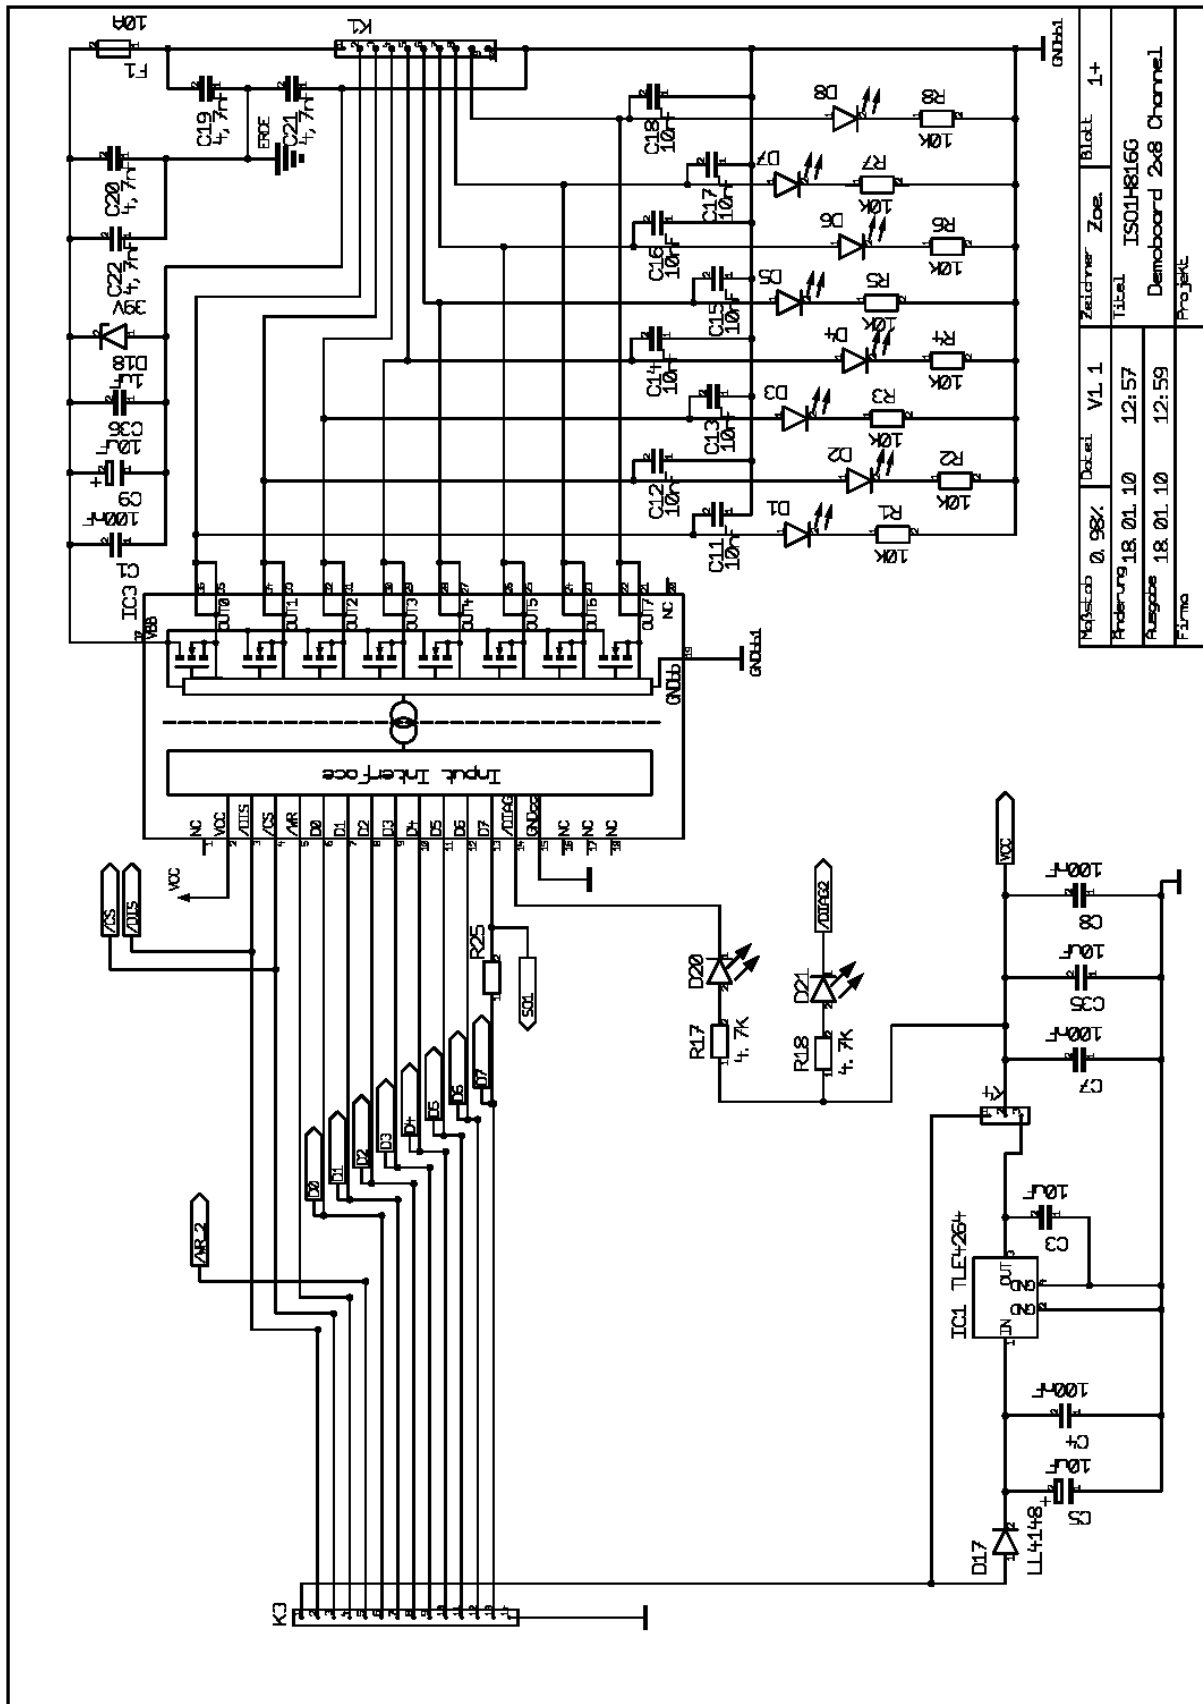 F1
10A
K1
C19
4,7nF
ERDE
C21
4,7nF
C20
4,7nF
C22
4,7nF
D18
39V
C36
1uF
C9
10uF
C1
100nF
C18
10nF
C17
10nF
C16
10nF
C15
10nF
C14
10nF
C13
10nF
C12
10nF
C11
10nF
D8
D7
D6
D5
D4
D3
D2
D1
R8
10k
R7
10k
R6
10k
R5
10k
R4
10k
R3
10k
R2
10k
R1
10k
GNDbb1
IC3
VBB
OUT0
OUT1
OUT2
OUT3
OUT4
OUT5
OUT6
OUT7
NC
GNDbb
GNDbb1
Input Interface
NC
VCC
/DIS
/CS
/WR
D0
D1
D2
D3
D4
D5
D6
D7
/DIAG
GNDcc
NC
NC
NC
VCC
/CS
/DIS
R25
SO1
D0
D1
D2
D3
D4
D5
D6
D7
/WR_2
K3
D20
R17
4.7K
D21
R18
4.7K
/DIAG2
VCC
C8
100nF
C35
10uF
C7
100nF
K4
IC1 TLE4264
IN
OUT
GND
GND
C3
10uF
C4
100nF
C5
10uF
D17
LL4148
Maßstab 0.98%
Datei V1.1
Zeichner Zoe.
Blatt 1+
Änderung 18.01.10 12:57
Titel ISO1H816G
Ausgabe 18.01.10 12:59
Demoboard 2x8 Channel
Firma
Projekt